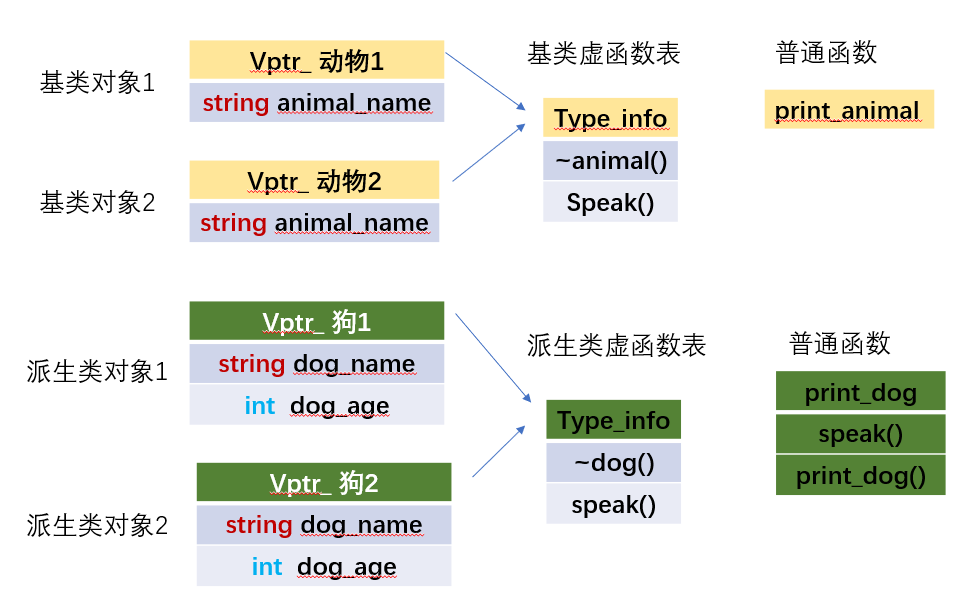 基类对象1
Vptr_ 动物1
string animal_name
基类对象2
Vptr_ 动物2
string animal_name
基类虚函数表
Type_info
~animal()
Speak()
普通函数
print_animal
派生类对象1
Vptr_ 狗1
string dog_name
int dog_age
派生类对象2
Vptr_ 狗2
string dog_name
int dog_age
派生类虚函数表
Type_info
~dog()
speak()
普通函数
print_dog
speak()
print_dog()